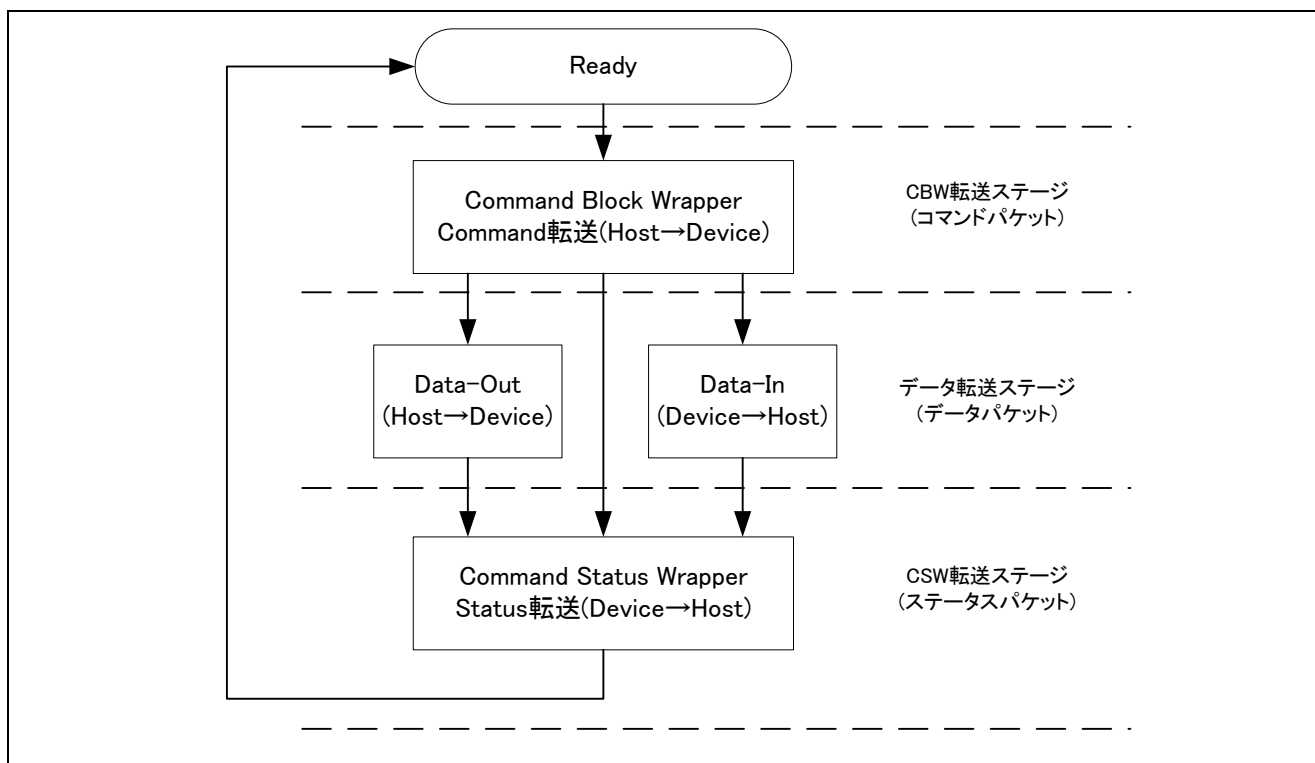 Ready
Command Block Wrapper
Command転送(Host→Device)
CBW転送ステージ
(コマンドパケット)
Data-Out
(Host→Device)
Data-In
(Device→Host)
データ転送ステージ
(データパケット)
Command Status Wrapper
Status転送(Device→Host)
CSW転送ステージ
(ステータスパケット)